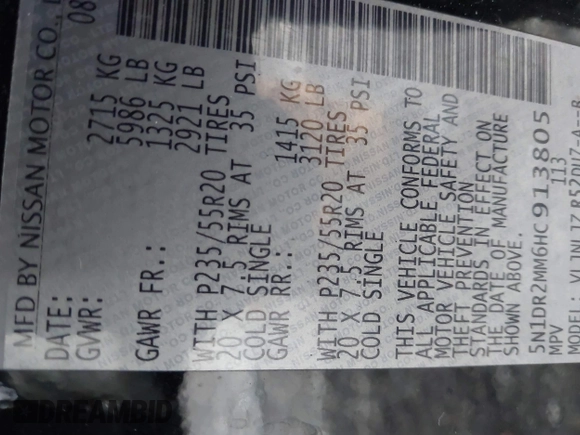 MFD BY NISSAN MOTOR CO.,
DATE: 08
GVWR: 2715 KG
5986 LB
GAWR FR.: 1325 KG
2921 LB
WITH P235/55R20 TIRES
20 X 7.5 RIMS AT 35 PSI
COLD SINGLE
GAWR RR.: 1415 KG
3120 LB
WITH P235/55R20 TIRES
20 X 7.5 RIMS AT 35 PSI
COLD SINGLE
THIS VEHICLE CONFORMS TO
ALL APPLICABLE FEDERAL
MOTOR VEHICLE SAFETY AND
THEFT PREVENTION
STANDARDS IN EFFECT ON
THE DATE OF MANUFACTURE
SHOWN ABOVE.
5N1DR2MM6HC913805
MPV 113
MODEL:
DREAMBID